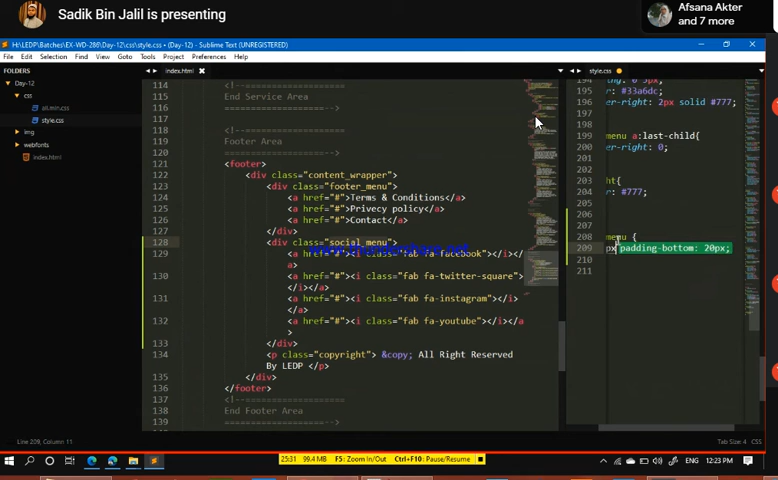 Sadik Bin Jalil is presenting
Afsana Akter
and 7 more
H:\LEDP\Batches\EX-WD-286\Day-12\css\style.css • (Day-12) - Sublime Text (UNREGISTERED)
File Edit Selection Find View Goto Tools Project Preferences Help
FOLDERS
Day-12
css
all.min.css
style.css
img
webfonts
index.html
index.html
114 <!--====================
115 End Service Area
116 ===================-->
117
118 <!--====================
119 Footer Area
120 ===================-->
121 <footer>
122 <div class="content_wrapper">
123 <div class="footer_menu">
124 <a href="#">Terms & Conditions</a>
125 <a href="#">Privecy policy</a>
126 <a href="#">Contact</a>
127 </div>
128 <div class="social_menu">
129 <a href="#"><i class="fab fa-facebook"></i></
a>
130 <a href="#"><i class="fab fa-twitter-square">
</i></a>
131 <a href="#"><i class="fab fa-instagram"></i>
</a>
132 <a href="#"><i class="fab fa-youtube"></i></a
>
133 </div>
134 <p class="copyright"> &copy; All Right Reserved
By LEDP </p>
135 </div>
136 </footer>
137 <!--====================
138 End Footer Area
139 ===================-->
style.css
194
195 r: #33a6dc;
196 er-right: 2px solid #777;
197
198
199 menu a:last-child{
200 er-right: 0;
201
202
203 ht{
204 r: #777;
205
206
207
208 menu {
209 px padding-bottom: 20px;
210
211
Line 209, Column 11
Tab Size 4 CSS
25:31 99.4 MB F5: Zoom In/Out Ctrl+F10: Pause/Resume
ENG 12:23 PM